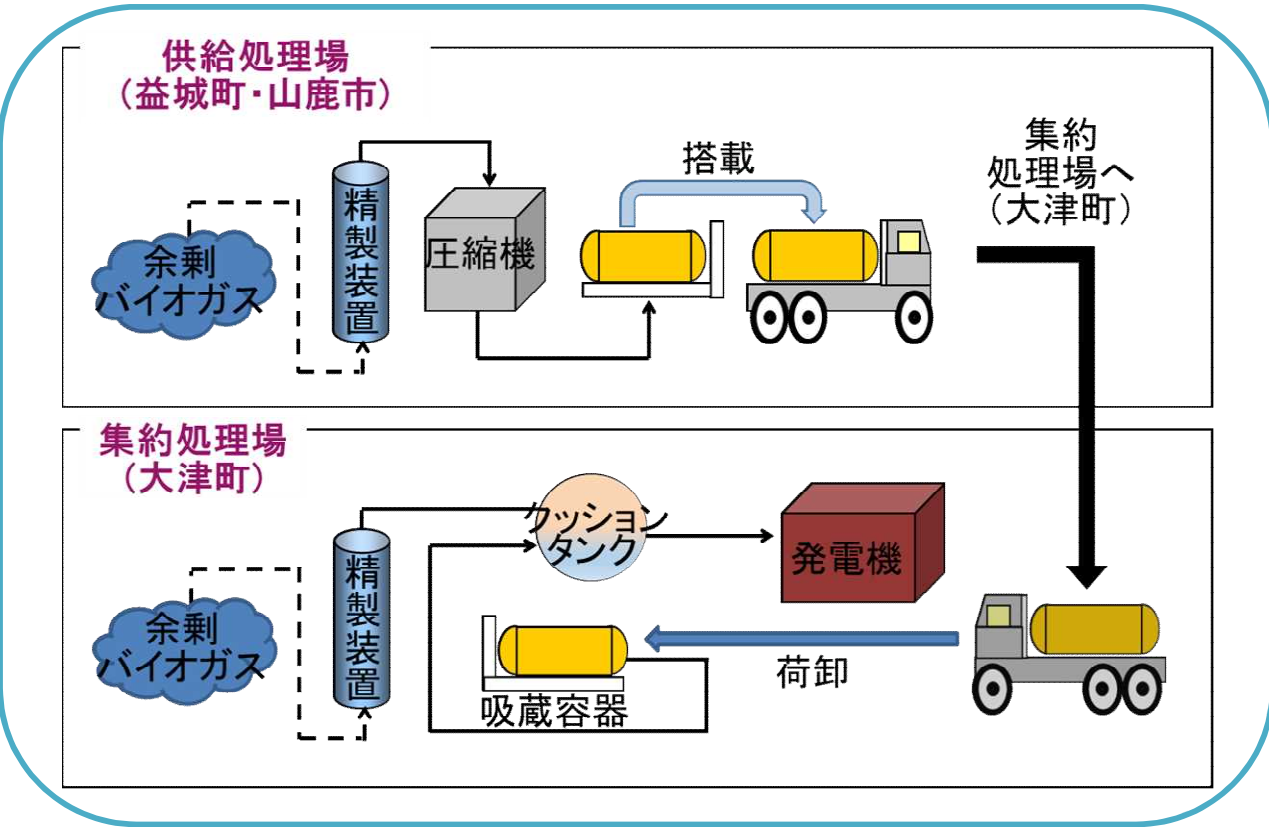 供給処理場
（益城町・山鹿市）
余剰
バイオガス
精製装置
圧縮機
搭載
集約
処理場へ
（大津町）
集約処理場
（大津町）
余剰
バイオガス
精製装置
クッション
タンク
発電機
吸蔵容器
荷卸